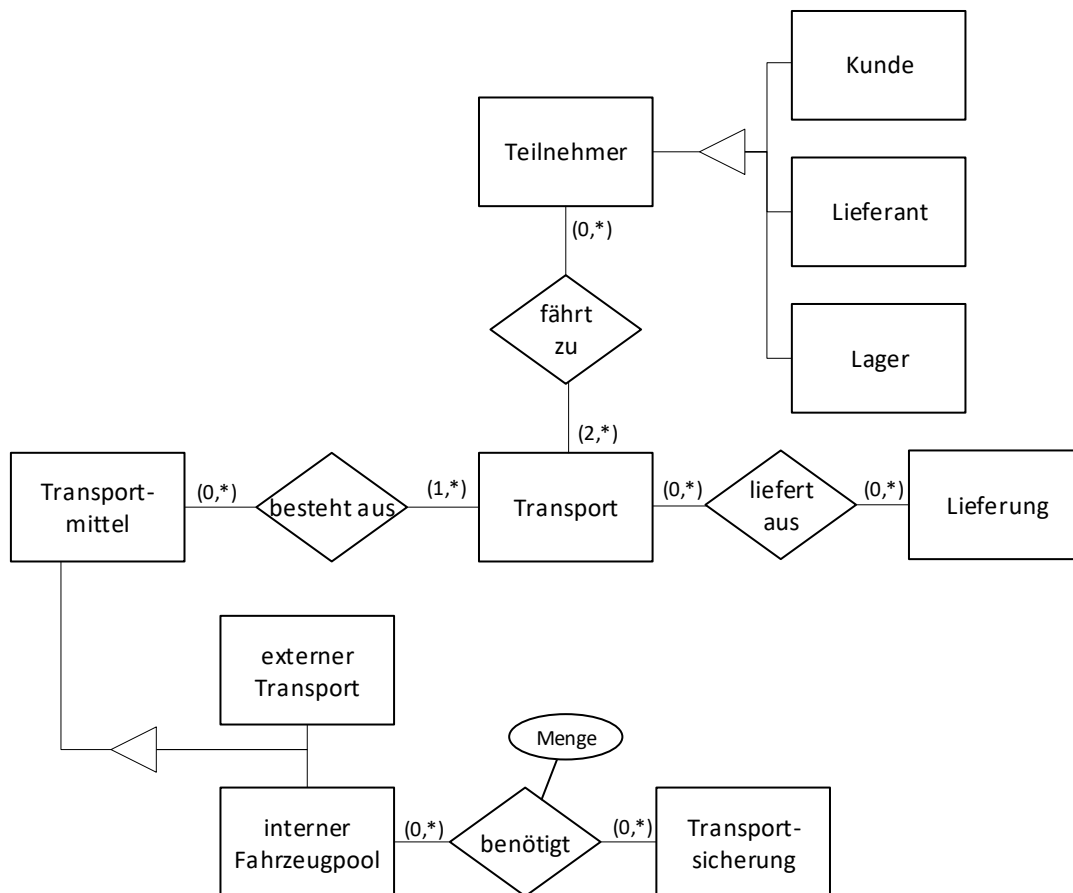 Kunde
Teilnehmer
Lieferant
(0,*)
fährt
zu
Lager
(2,*)
Transport-
mittel
(0,*)
besteht aus
(1,*)
Transport
(0,*)
liefert
aus
(0,*)
Lieferung
externer
Transport
Menge
interner
Fahrzeugpool
(0,*)
benötigt
(0,*)
Transport-
sicherung